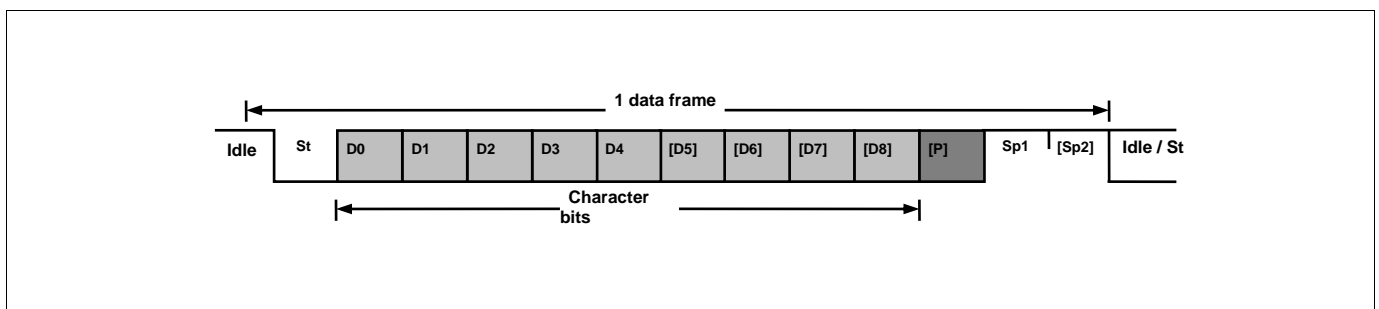 1 data frame
Idle St D0 D1 D2 D3 D4 [D5] [D6] [D7] [D8] [P] Sp1 [Sp2] Idle / St
Character
bits